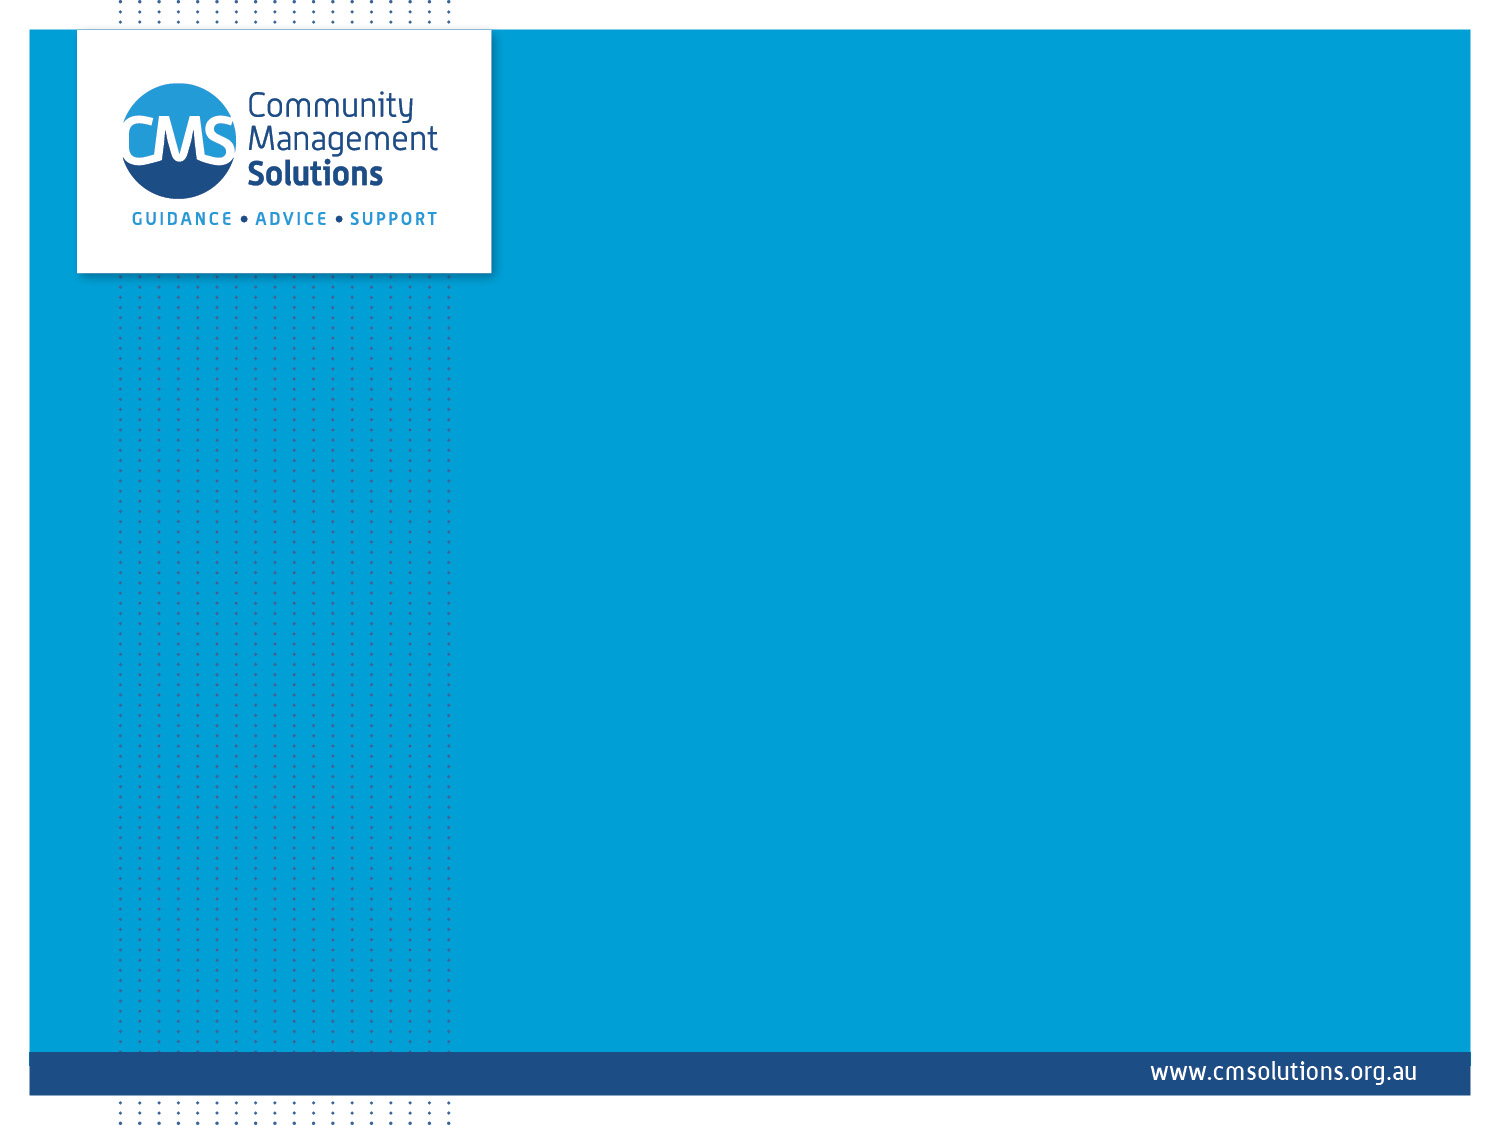 CMS
Community
Management
Solutions
GUIDANCE • ADVICE • SUPPORT
www.cmsolutions.org.au